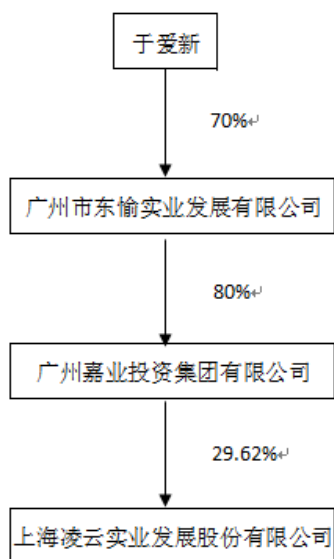 于爱新
70%↵
广州市东愉实业发展有限公司
80%↵
广州嘉业投资集团有限公司
29.62%↵
上海凌云实业发展股份有限公司